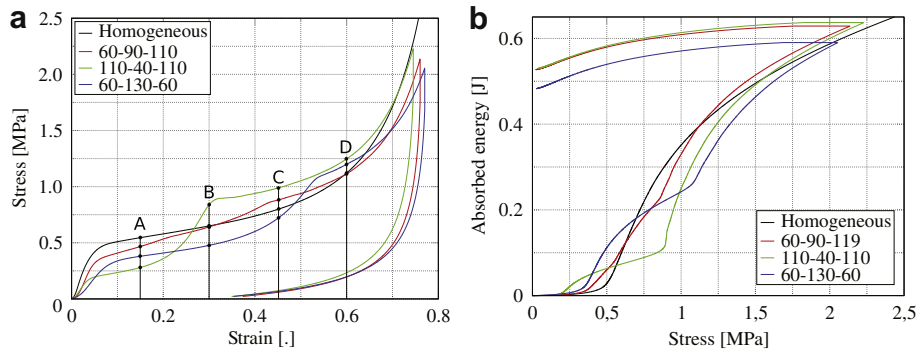 a
Stress [MPa]
2.5
2.0
1.5
1.0
0.5
0
0
0.2
0.4
0.6
0.8
Strain [.]
Homogeneous
60-90-110
110-40-110
60-130-60
A
B
C
D
b
Absorbed energy [J]
0.6
0.4
0.2
0
0
0,5
1
1,5
2
2,5
Stress [MPa]
Homogeneous
60-90-119
110-40-110
60-130-60